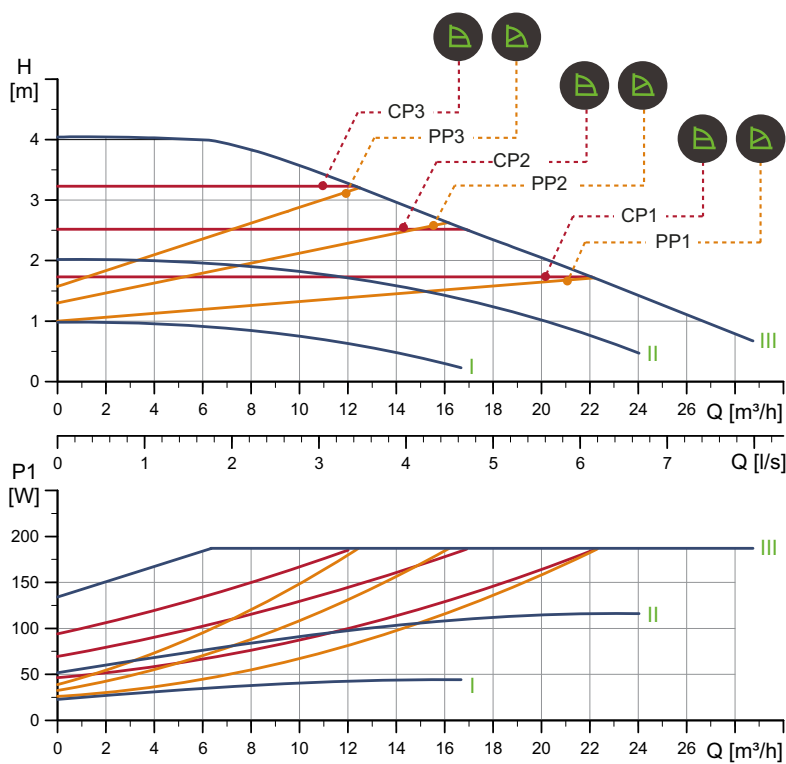 H
[m]
CP3
PP3
CP2
PP2
CP1
PP1
4
3
2
1
0
I
II
III
0 2 4 6 8 10 12 14 16 18 20 22 24 26 Q [m³/h]
0 1 2 3 4 5 6 7 Q [l/s]
P1
[W]
200
150
100
50
0
III
II
I
0 2 4 6 8 10 12 14 16 18 20 22 24 26 Q [m³/h]